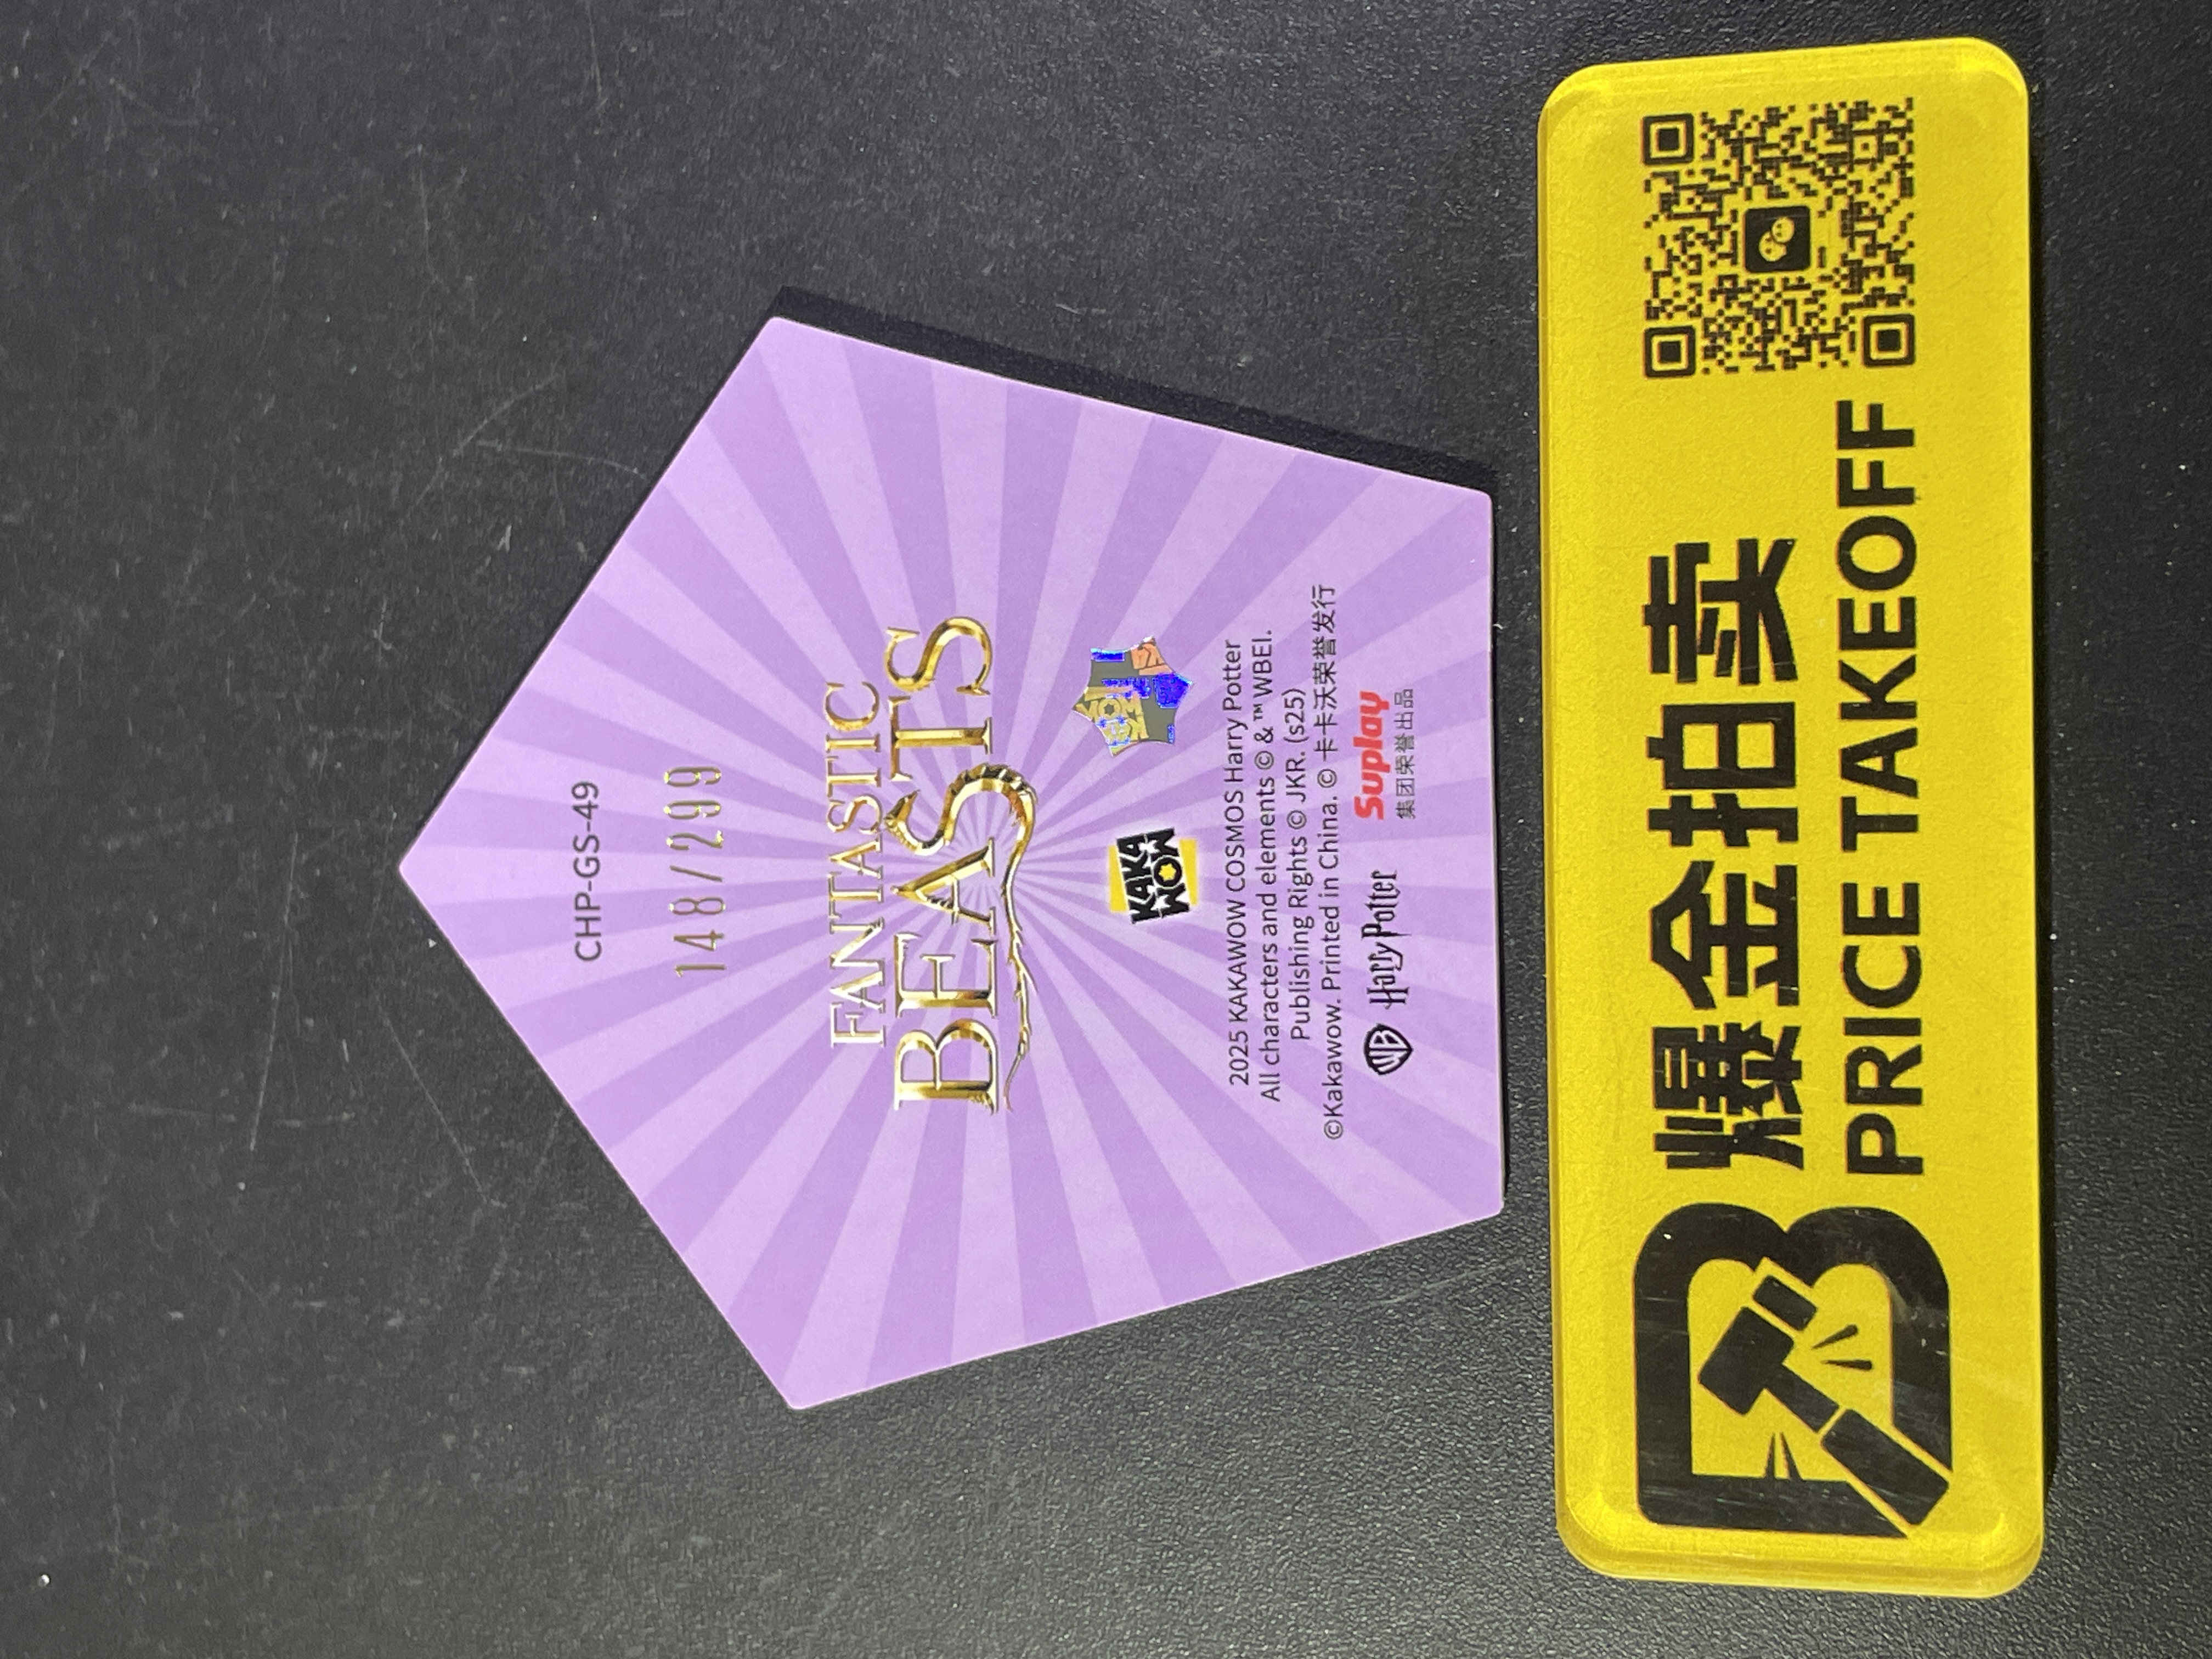 CHP-GS-49
148/299
FANTASTIC
BEASTS
KAKA
WOW
2025 KAKAWOW COSMOS Harry Potter
All characters and elements © & ™ WBEI.
Publishing Rights © JKR. (s25)
©Kakawow. Printed in China. © 卡卡沃荣誉发行
WB Harry Potter Suplay
集团荣誉出品
B 爆金拍卖
PRICE TAKEOFF